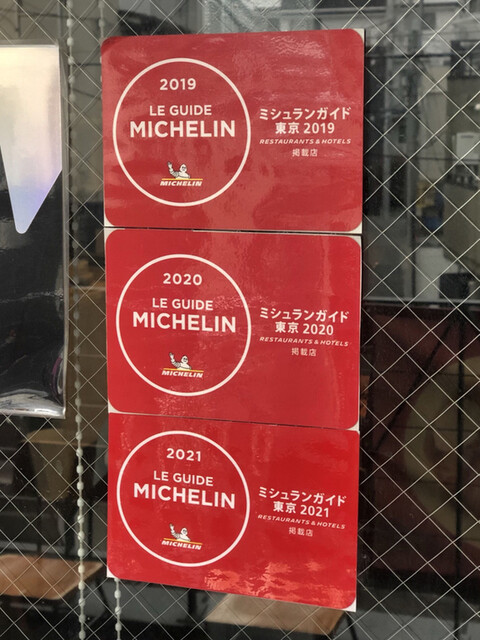 2019
LE GUIDE
MICHELIN
MICHELIN
ミシュランガイド
東京 2019
RESTAURANTS & HOTELS
掲載店
2020
LE GUIDE
MICHELIN
MICHELIN
ミシュランガイド
東京 2020
RESTAURANTS & HOTELS
掲載店
2021
LE GUIDE
MICHELIN
MICHELIN
ミシュランガイド
東京 2021
RESTAURANTS & HOTELS
掲載店